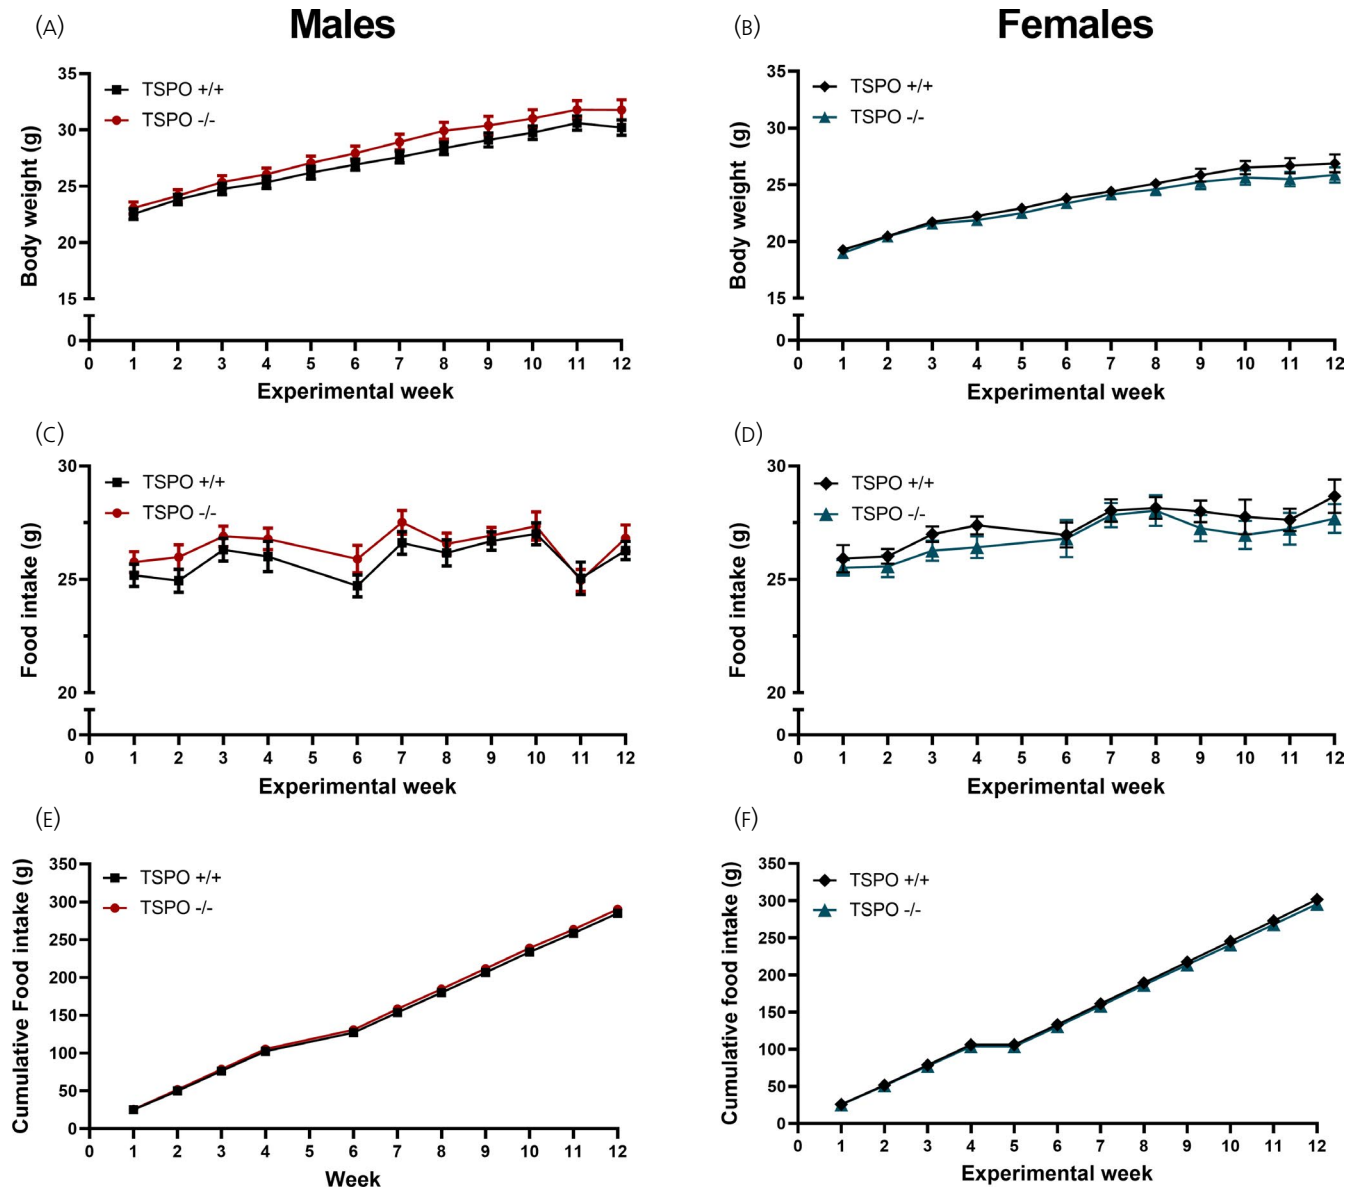 (A)
Males
(B)
Females
35
30
25
20
15
0
Body weight (g)
TSPO +/+
TSPO -/-
0 1 2 3 4 5 6 7 8 9 10 11 12
Experimental week
35
30
25
20
15
0
Body weight (g)
TSPO +/+
TSPO -/-
0 1 2 3 4 5 6 7 8 9 10 11 12
Experimental week
(C)
30
25
20
0
Food intake (g)
TSPO +/+
TSPO -/-
0 1 2 3 4 5 6 7 8 9 10 11 12
Experimental week
(D)
30
25
20
0
Food intake (g)
TSPO +/+
TSPO -/-
0 1 2 3 4 5 6 7 8 9 10 11 12
Experimental week
(E)
350
300
250
200
150
100
50
0
Cumulative Food intake (g)
TSPO +/+
TSPO -/-
0 1 2 3 4 5 6 7 8 9 10 11 12
Week
(F)
350
300
250
200
150
100
50
0
Cumulative food intake (g)
TSPO +/+
TSPO -/-
0 1 2 3 4 5 6 7 8 9 10 11 12
Experimental week